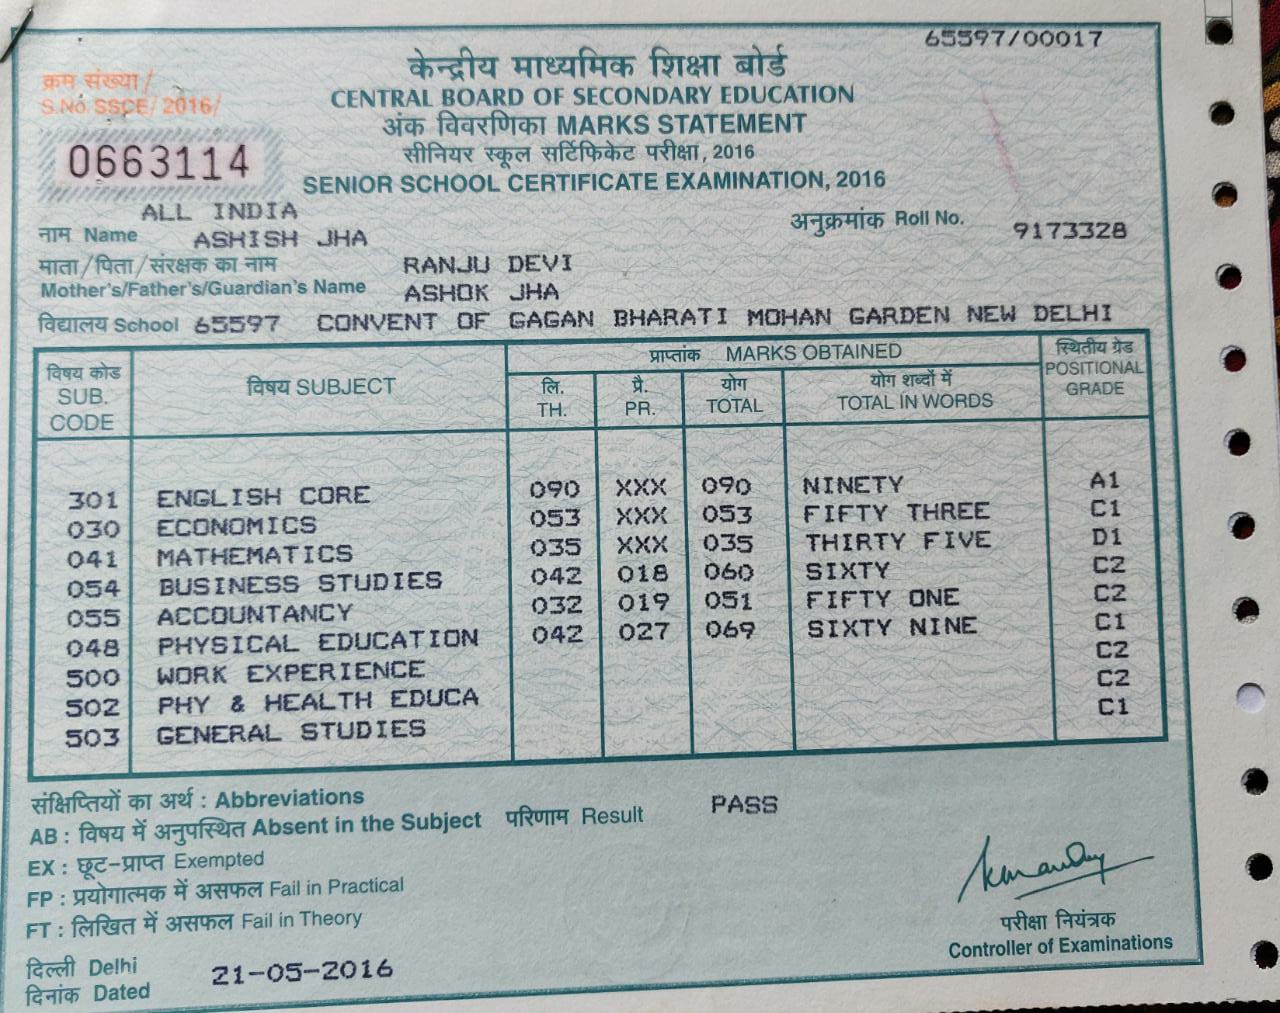 65597/00017
केन्द्रीय माध्यमिक शिक्षा बोर्ड
CENTRAL BOARD OF SECONDARY EDUCATION
अंक विवरणिका MARKS STATEMENT
सीनियर स्कूल सर्टिफिकेट परीक्षा, 2016
SENIOR SCHOOL CERTIFICATE EXAMINATION, 2016
क्रम संख्या/
S.No. SSCE/ 2016/
0663114
ALL INDIA
नाम Name ASHISH JHA
अनुक्रमांक Roll No. 9173328
माता/पिता/संरक्षक का नाम RANJU DEVI
Mother's/Father's/Guardian's Name ASHOK JHA
विद्यालय School 65597 CONVENT OF GAGAN BHARATI MOHAN GARDEN NEW DELHI
विषय कोड SUB. CODE विषय SUBJECT प्राप्तांक MARKS OBTAINED स्थितीय ग्रेड POSITIONAL GRADE
लि. TH. प्रै. PR. योग TOTAL योग शब्दों में TOTAL IN WORDS
301 ENGLISH CORE 090 XXX 090 NINETY A1
030 ECONOMICS 053 XXX 053 FIFTY THREE C1
041 MATHEMATICS 035 XXX 035 THIRTY FIVE D1
054 BUSINESS STUDIES 042 018 060 SIXTY C2
055 ACCOUNTANCY 032 019 051 FIFTY ONE C2
048 PHYSICAL EDUCATION 042 027 069 SIXTY NINE C1
500 WORK EXPERIENCE C2
502 PHY & HEALTH EDUCA C2
503 GENERAL STUDIES C1
संक्षिप्तियों का अर्थ : Abbreviations
AB : विषय में अनुपस्थित Absent in the Subject परिणाम Result PASS
EX : छूट-प्राप्त Exempted
FP : प्रयोगात्मक में असफल Fail in Practical
FT : लिखित में असफल Fail in Theory
परीक्षा नियंत्रक
Controller of Examinations
दिल्ली Delhi
दिनांक Dated 21-05-2016